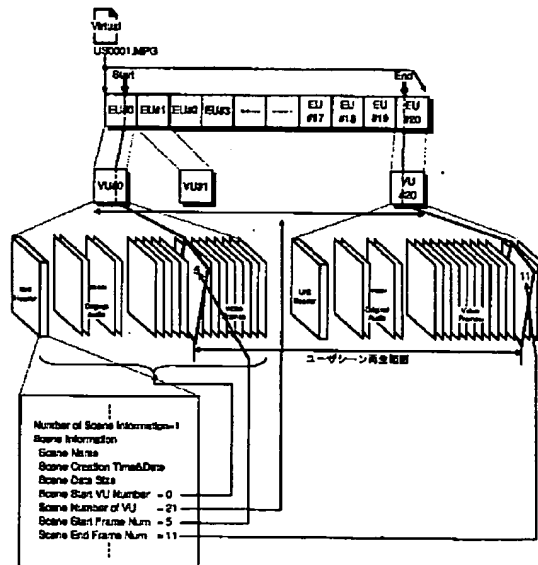 Virtual
US0001.MPG
Start
End
EU#0 EU#1 EU#2 EU#3
EU #17
EU #18
EU #19
EU #20
VU#0
VU#1
VU #20
5
11
Original Audio
Video Frames
Original Audio
Video Frames
ユーザシーン再生範囲
Number of Scene Information=1
Scene Information
Scene Name
Scene Creation Time&Date
Scene Data Size
Scene Start VU Number = 0
Scene Number of VU = 21
Scene Start Frame Num = 5
Scene End Frame Num = 11